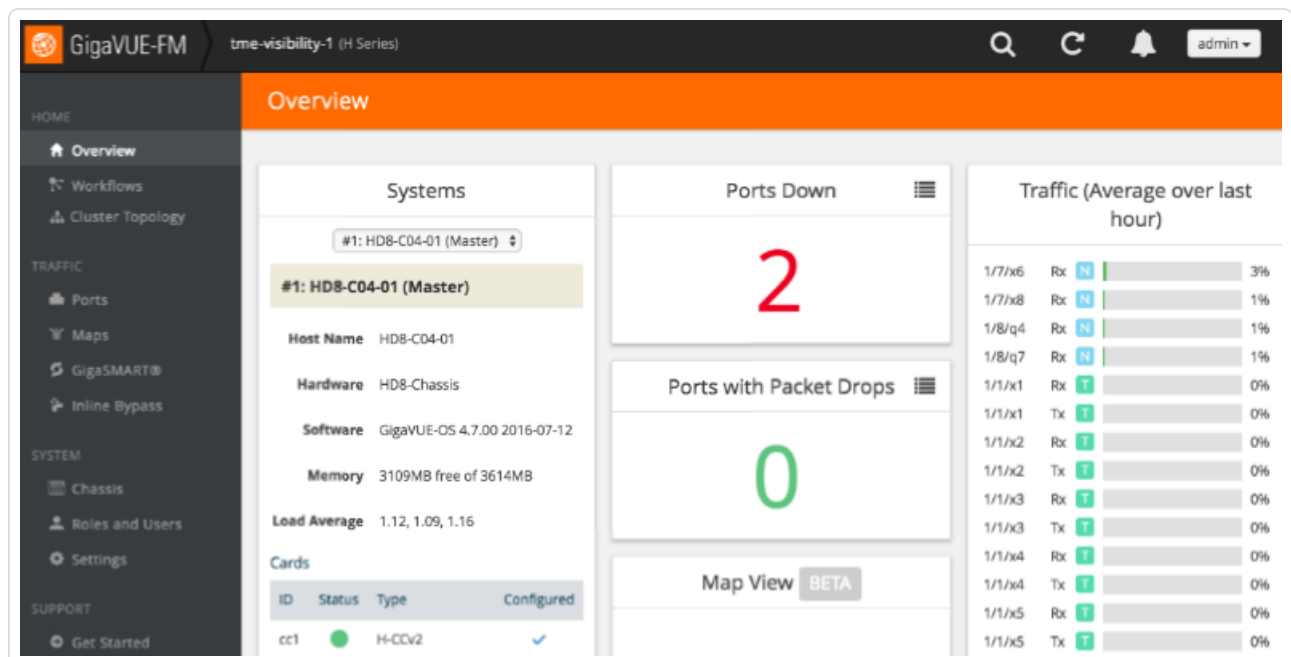 GigaVUE-FM
tme-visibility-1 (H Series)
admin
HOME
Overview
Workflows
Cluster Topology
TRAFFIC
Ports
Maps
GigaSMART®
Inline Bypass
SYSTEM
Chassis
Roles and Users
Settings
SUPPORT
Get Started
Overview
Systems
#1: HD8-C04-01 (Master)
#1: HD8-C04-01 (Master)
Host Name HD8-C04-01
Hardware HD8-Chassis
Software GigaVUE-OS 4.7.00 2016-07-12
Memory 3109MB free of 3614MB
Load Average 1.12, 1.09, 1.16
Cards
ID Status Type Configured
cc1 H-CCv2
Ports Down
2
Ports with Packet Drops
0
Map View BETA
Traffic (Average over last
hour)
1/7/x6 Rx N 3%
1/7/x8 Rx N 1%
1/8/q4 Rx N 1%
1/8/q7 Rx N 1%
1/1/x1 Rx T 0%
1/1/x1 Tx T 0%
1/1/x2 Rx T 0%
1/1/x2 Tx T 0%
1/1/x3 Rx T 0%
1/1/x3 Tx T 0%
1/1/x4 Rx T 0%
1/1/x4 Tx T 0%
1/1/x5 Rx T 0%
1/1/x5 Tx T 0%